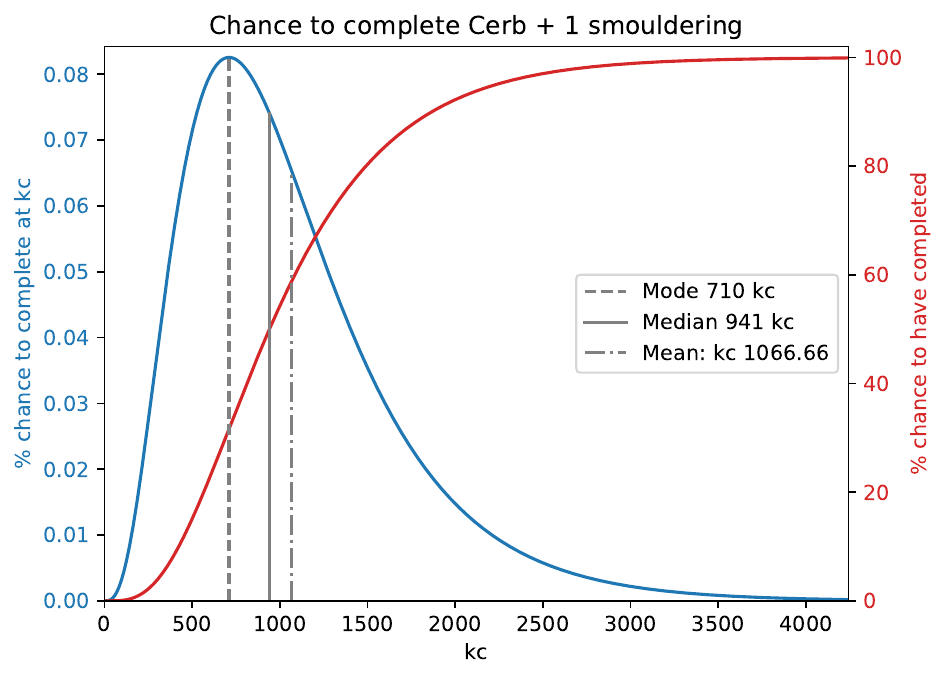 Chance to complete Cerb + 1 smouldering
% chance to complete at kc
0.08
0.07
0.06
0.05
0.04
0.03
0.02
0.01
0.00
100
80
60
40
20
0
% chance to have completed
Mode 710 kc
Median 941 kc
Mean: kc 1066.66
0 500 1000 1500 2000 2500 3000 3500 4000
kc